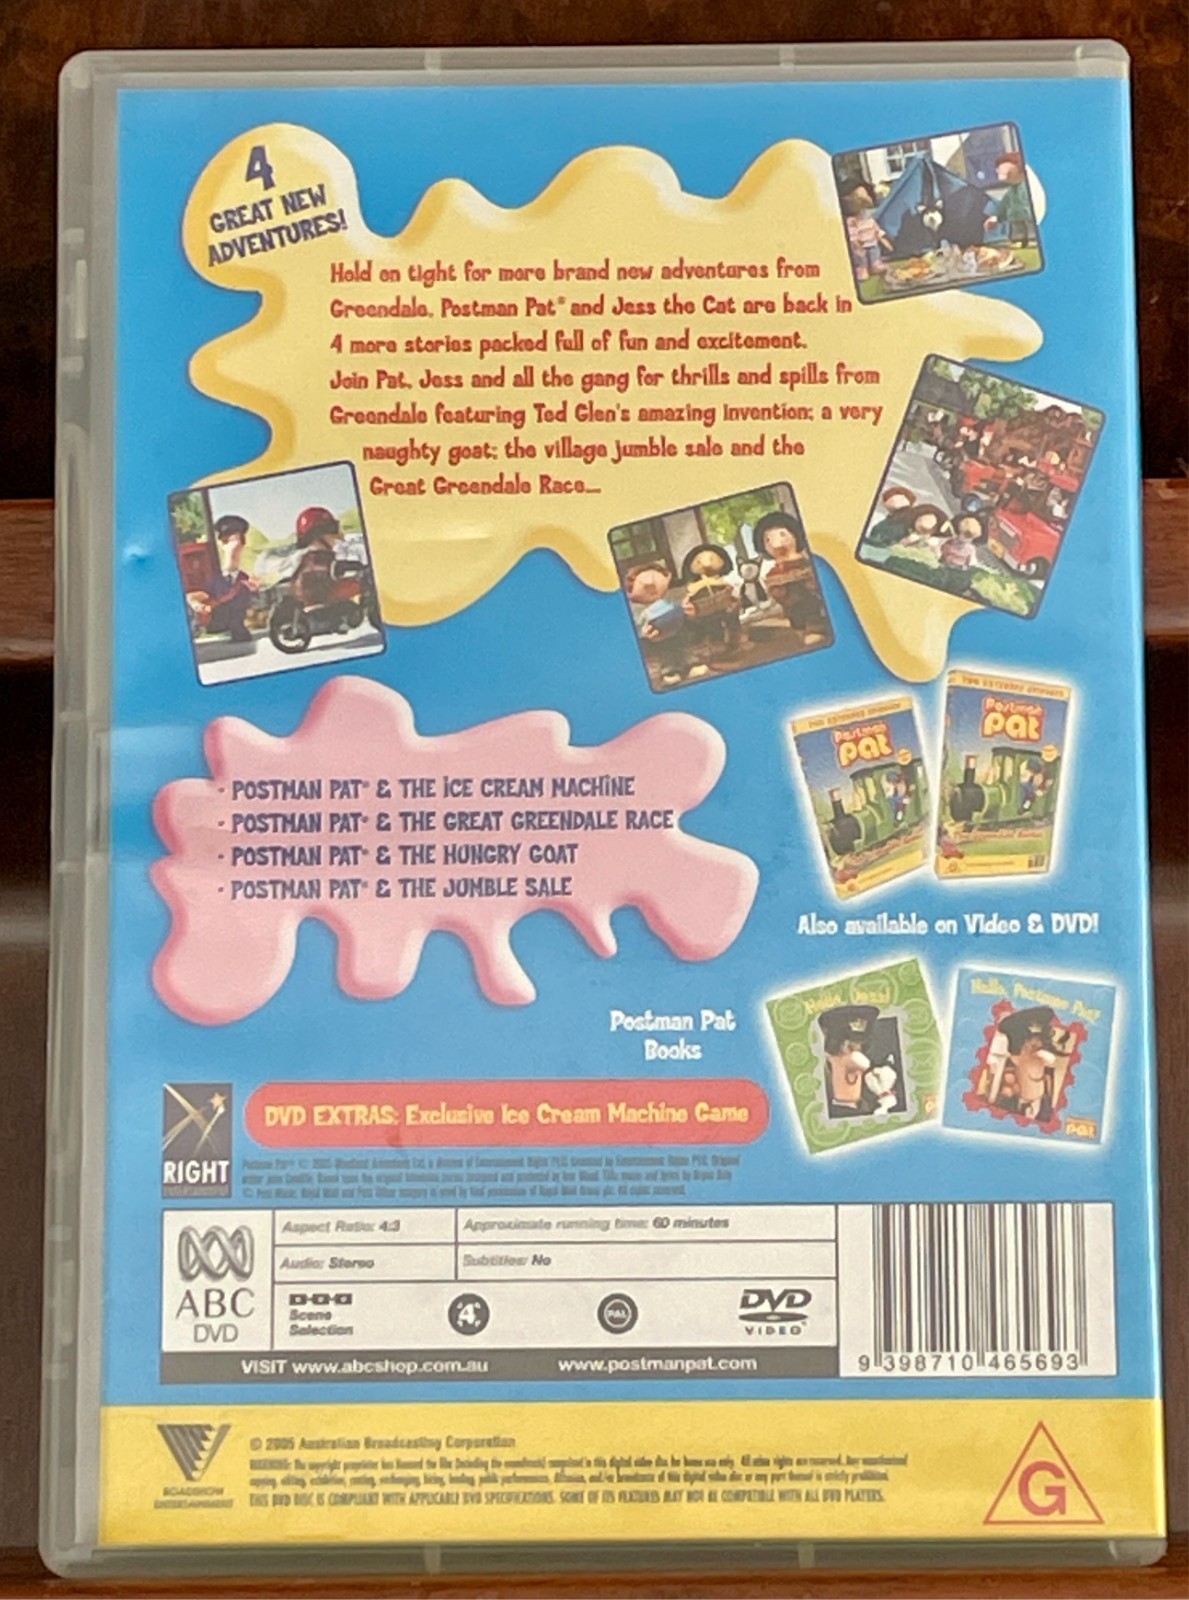 4
GREAT NEW
ADVENTURES!
Hold on tight for more brand new adventures from
Greendale. Postman Pat® and Jess the Cat are back in
4 more stories packed full of fun and excitement.
Join Pat, Jess and all the gang for thrills and spills from
Greendale featuring Ted Glen's amazing invention; a very
naughty goat; the village jumble sale and the
Great Greendale Race...
· POSTMAN PAT® & THE ICE CREAM MACHINE
· POSTMAN PAT® & THE GREAT GREENDALE RACE
· POSTMAN PAT® & THE HUNGRY GOAT
· POSTMAN PAT® & THE JUMBLE SALE
Postman
Pat
Postman
Pat
Also available on Video & DVD!
Postman Pat
Books
Hello, Jess!
Hello, Postman Pat!
DVD EXTRAS: Exclusive Ice Cream Machine Game
RIGHT
ENTERTAINMENT
ABC
DVD
Aspect Ratio: 4:3
Approximate running time: 60 minutes
Audio: Stereo
Subtitles: No
Scene
Selection
4
PAL
DVD
VIDEO
VISIT www.abcshop.com.au www.postmanpat.com
9 398710 465693
ROADSHOW
ENTERTAINMENT
© 2005 Australian Broadcasting Corporation
THIS DVD DISC IS COMPLIANT WITH APPLICABLE DVD SPECIFICATIONS. SOME OF ITS FEATURES MAY NOT BE COMPATIBLE WITH ALL DVD PLAYERS.
G